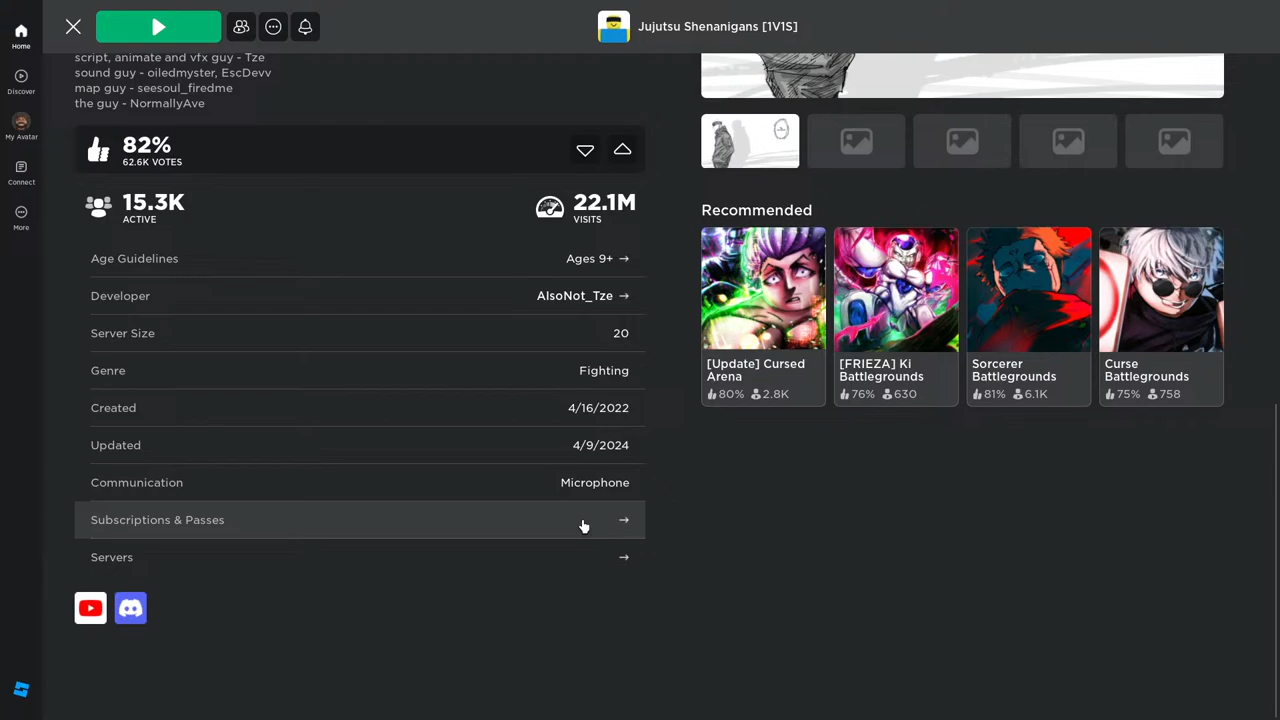 Jujutsu Shenanigans [1V1S]
Home
Discover
My Avatar
Connect
More
script, animate and vfx guy - Tze
sound guy - oiledmyster, EscDevv
map guy - seesoul_firedme
the guy - NormallyAve
82%
62.6K VOTES
15.3K
ACTIVE
22.1M
VISITS
Age Guidelines Ages 9+ →
Developer AlsoNot_Tze →
Server Size 20
Genre Fighting
Created 4/16/2022
Updated 4/9/2024
Communication Microphone
Subscriptions & Passes →
Servers →
Recommended
[Update] Cursed
Arena
80% 2.8K
[FRIEZA] Ki
Battlegrounds
76% 630
Sorcerer
Battlegrounds
81% 6.1K
Curse
Battlegrounds
75% 758